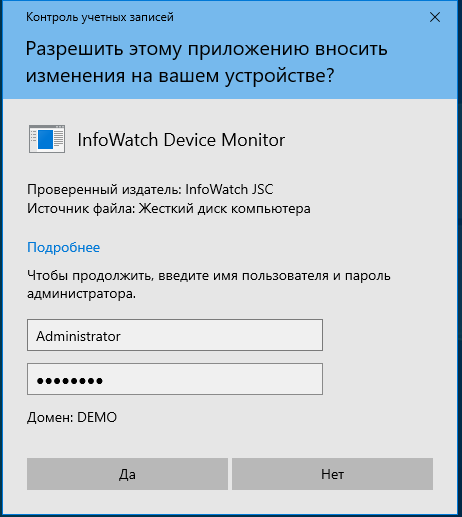 Контроль учетных записей
Разрешить этому приложению вносить
изменения на вашем устройстве?
InfoWatch Device Monitor
Проверенный издатель: InfoWatch JSC
Источник файла: Жесткий диск компьютера
Подробнее
Чтобы продолжить, введите имя пользователя и пароль
администратора.
Administrator
●●●●●●●●
Домен: DEMO
Да
Нет